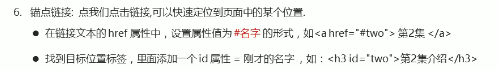 6. 锚点链接: 点我们点击链接,可以快速定位到页面中的某个位置.
● 在链接文本的 href 属性中，设置属性值为 #名字 的形式，如<a href="#two"> 第2集 </a>
● 找到目标位置标签，里面添加一个 id 属性 = 刚才的名字 ，如：<h3 id="two">第2集介绍</h3>